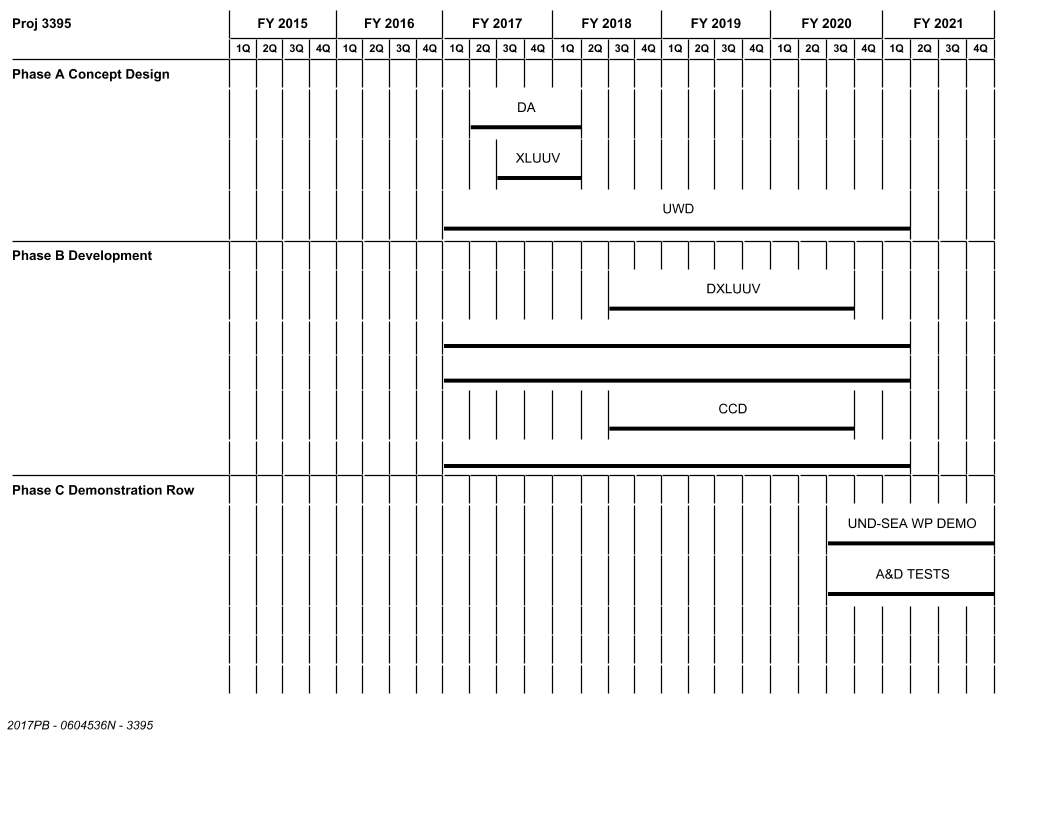 Proj 3395 FY 2015 FY 2016 FY 2017 FY 2018 FY 2019 FY 2020 FY 2021
1Q 2Q 3Q 4Q 1Q 2Q 3Q 4Q 1Q 2Q 3Q 4Q 1Q 2Q 3Q 4Q 1Q 2Q 3Q 4Q 1Q 2Q 3Q 4Q 1Q 2Q 3Q 4Q
Phase A Concept Design
DA
XLUUV
UWD
Phase B Development
DXLUUV
CCD
Phase C Demonstration Row
UND-SEA WP DEMO
A&D TESTS
2017PB - 0604536N - 3395